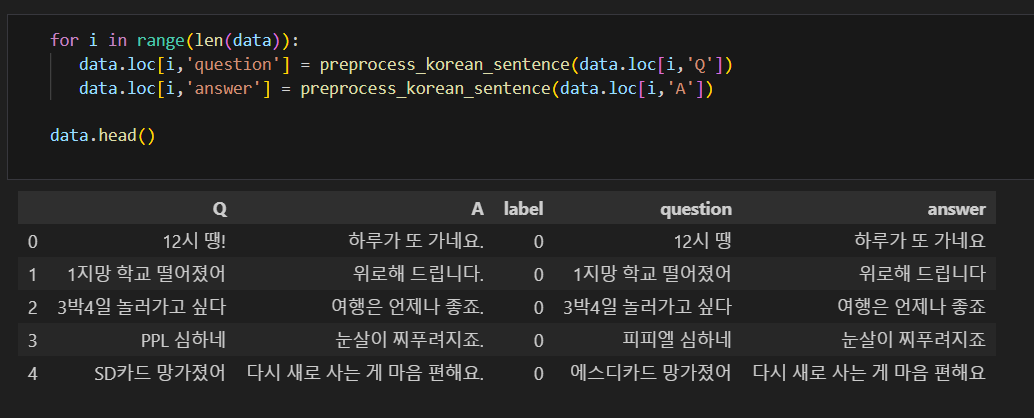 for i in range(len(data)):
data.loc[i,'question'] = preprocess_korean_sentence(data.loc[i,'Q'])
data.loc[i,'answer'] = preprocess_korean_sentence(data.loc[i,'A'])
data.head()
Q A label question answer
0 12시 땡! 하루가 또 가네요. 0 12시 땡 하루가 또 가네요
1 1지망 학교 떨어졌어 위로해 드립니다. 0 1지망 학교 떨어졌어 위로해 드립니다
2 3박4일 놀러가고 싶다 여행은 언제나 좋죠. 0 3박4일 놀러가고 싶다 여행은 언제나 좋죠
3 PPL 심하네 눈살이 찌푸려지죠. 0 피피엘 심하네 눈살이 찌푸려지죠
4 SD카드 망가졌어 다시 새로 사는 게 마음 편해요. 0 에스디카드 망가졌어 다시 새로 사는 게 마음 편해요